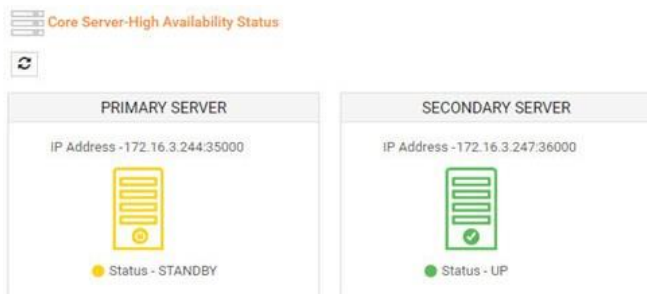 Core Server-High Availability Status
PRIMARY SERVER
IP Address -172.16.3.244:35000
Status - STANDBY
SECONDARY SERVER
IP Address -172.16.3.247:36000
Status - UP